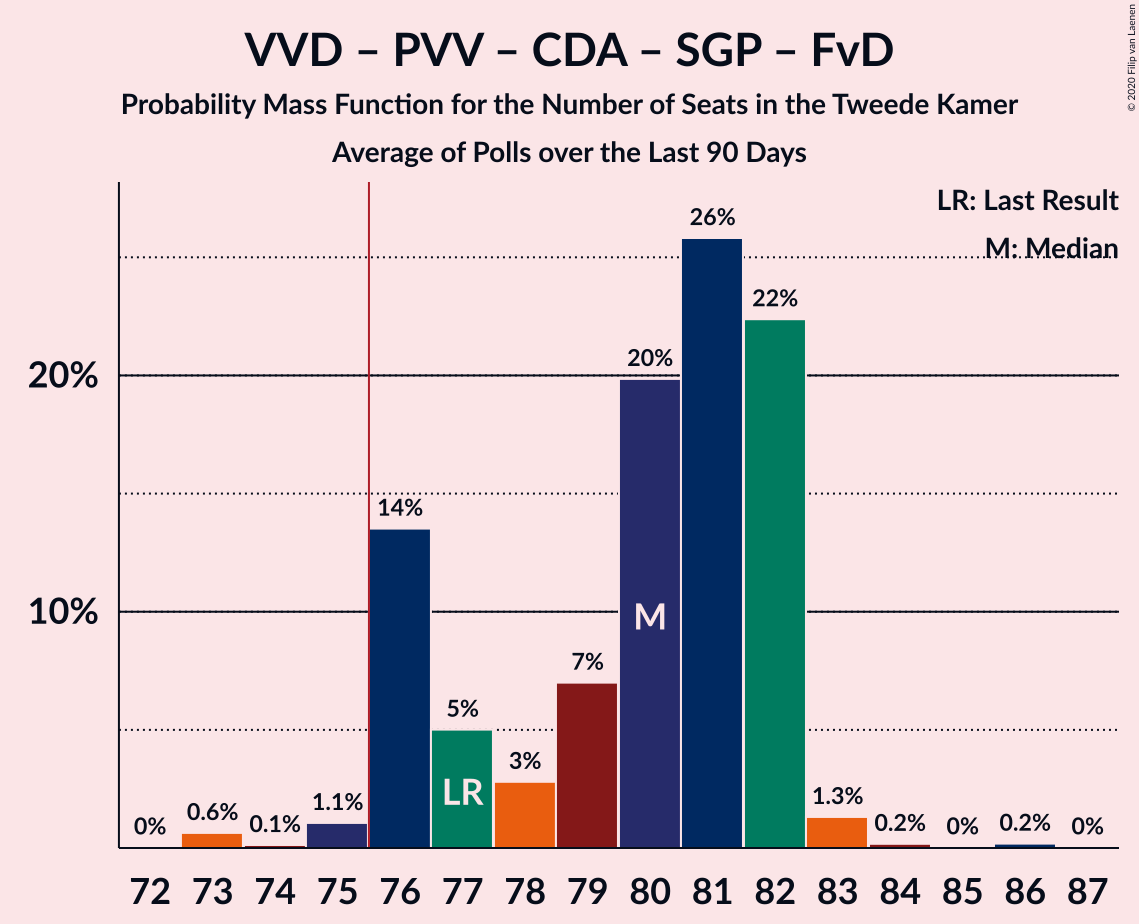 VVD – PVV – CDA – SGP – FvD
Probability Mass Function for the Number of Seats in the Tweede Kamer
Average of Polls over the Last 90 Days
© 2020 Filip van Laenen
LR: Last Result
M: Median
20%
10%
0%
0.6%
0.1%
1.1%
14%
5%
3%
7%
20%
26%
22%
1.3%
0.2%
0%
0.2%
0%
LR
M
72 73 74 75 76 77 78 79 80 81 82 83 84 85 86 87